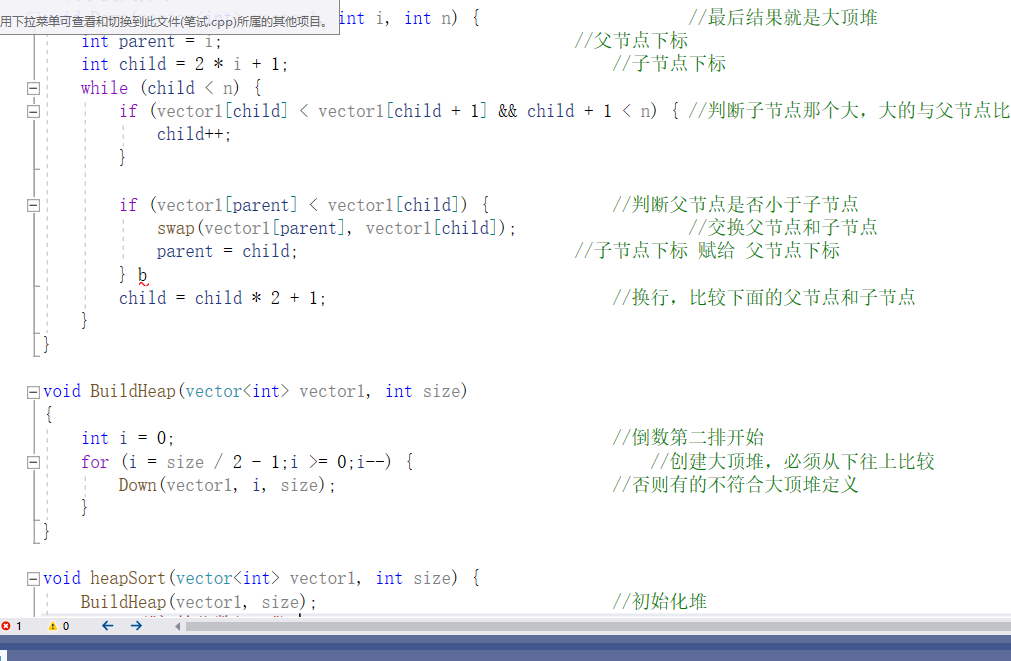 用下拉菜单可查看和切换到此文件(笔试.cpp)所属的其他项目。 int i, int n) { //最后结果就是大顶堆
int parent = i; //父节点下标
int child = 2 * i + 1; //子节点下标
while (child < n) {
if (vector1[child] < vector1[child + 1] && child + 1 < n) { //判断子节点那个大，大的与父节点比
child++;
}
if (vector1[parent] < vector1[child]) { //判断父节点是否小于子节点
swap(vector1[parent], vector1[child]); //交换父节点和子节点
parent = child; //子节点下标 赋给 父节点下标
} b
child = child * 2 + 1; //换行，比较下面的父节点和子节点
}
}
void BuildHeap(vector<int> vector1, int size)
{
int i = 0; //倒数第二排开始
for (i = size / 2 - 1;i >= 0;i--) { //创建大顶堆，必须从下往上比较
Down(vector1, i, size); //否则有的不符合大顶堆定义
}
}
void heapSort(vector<int> vector1, int size) {
BuildHeap(vector1, size); //初始化堆
1 0